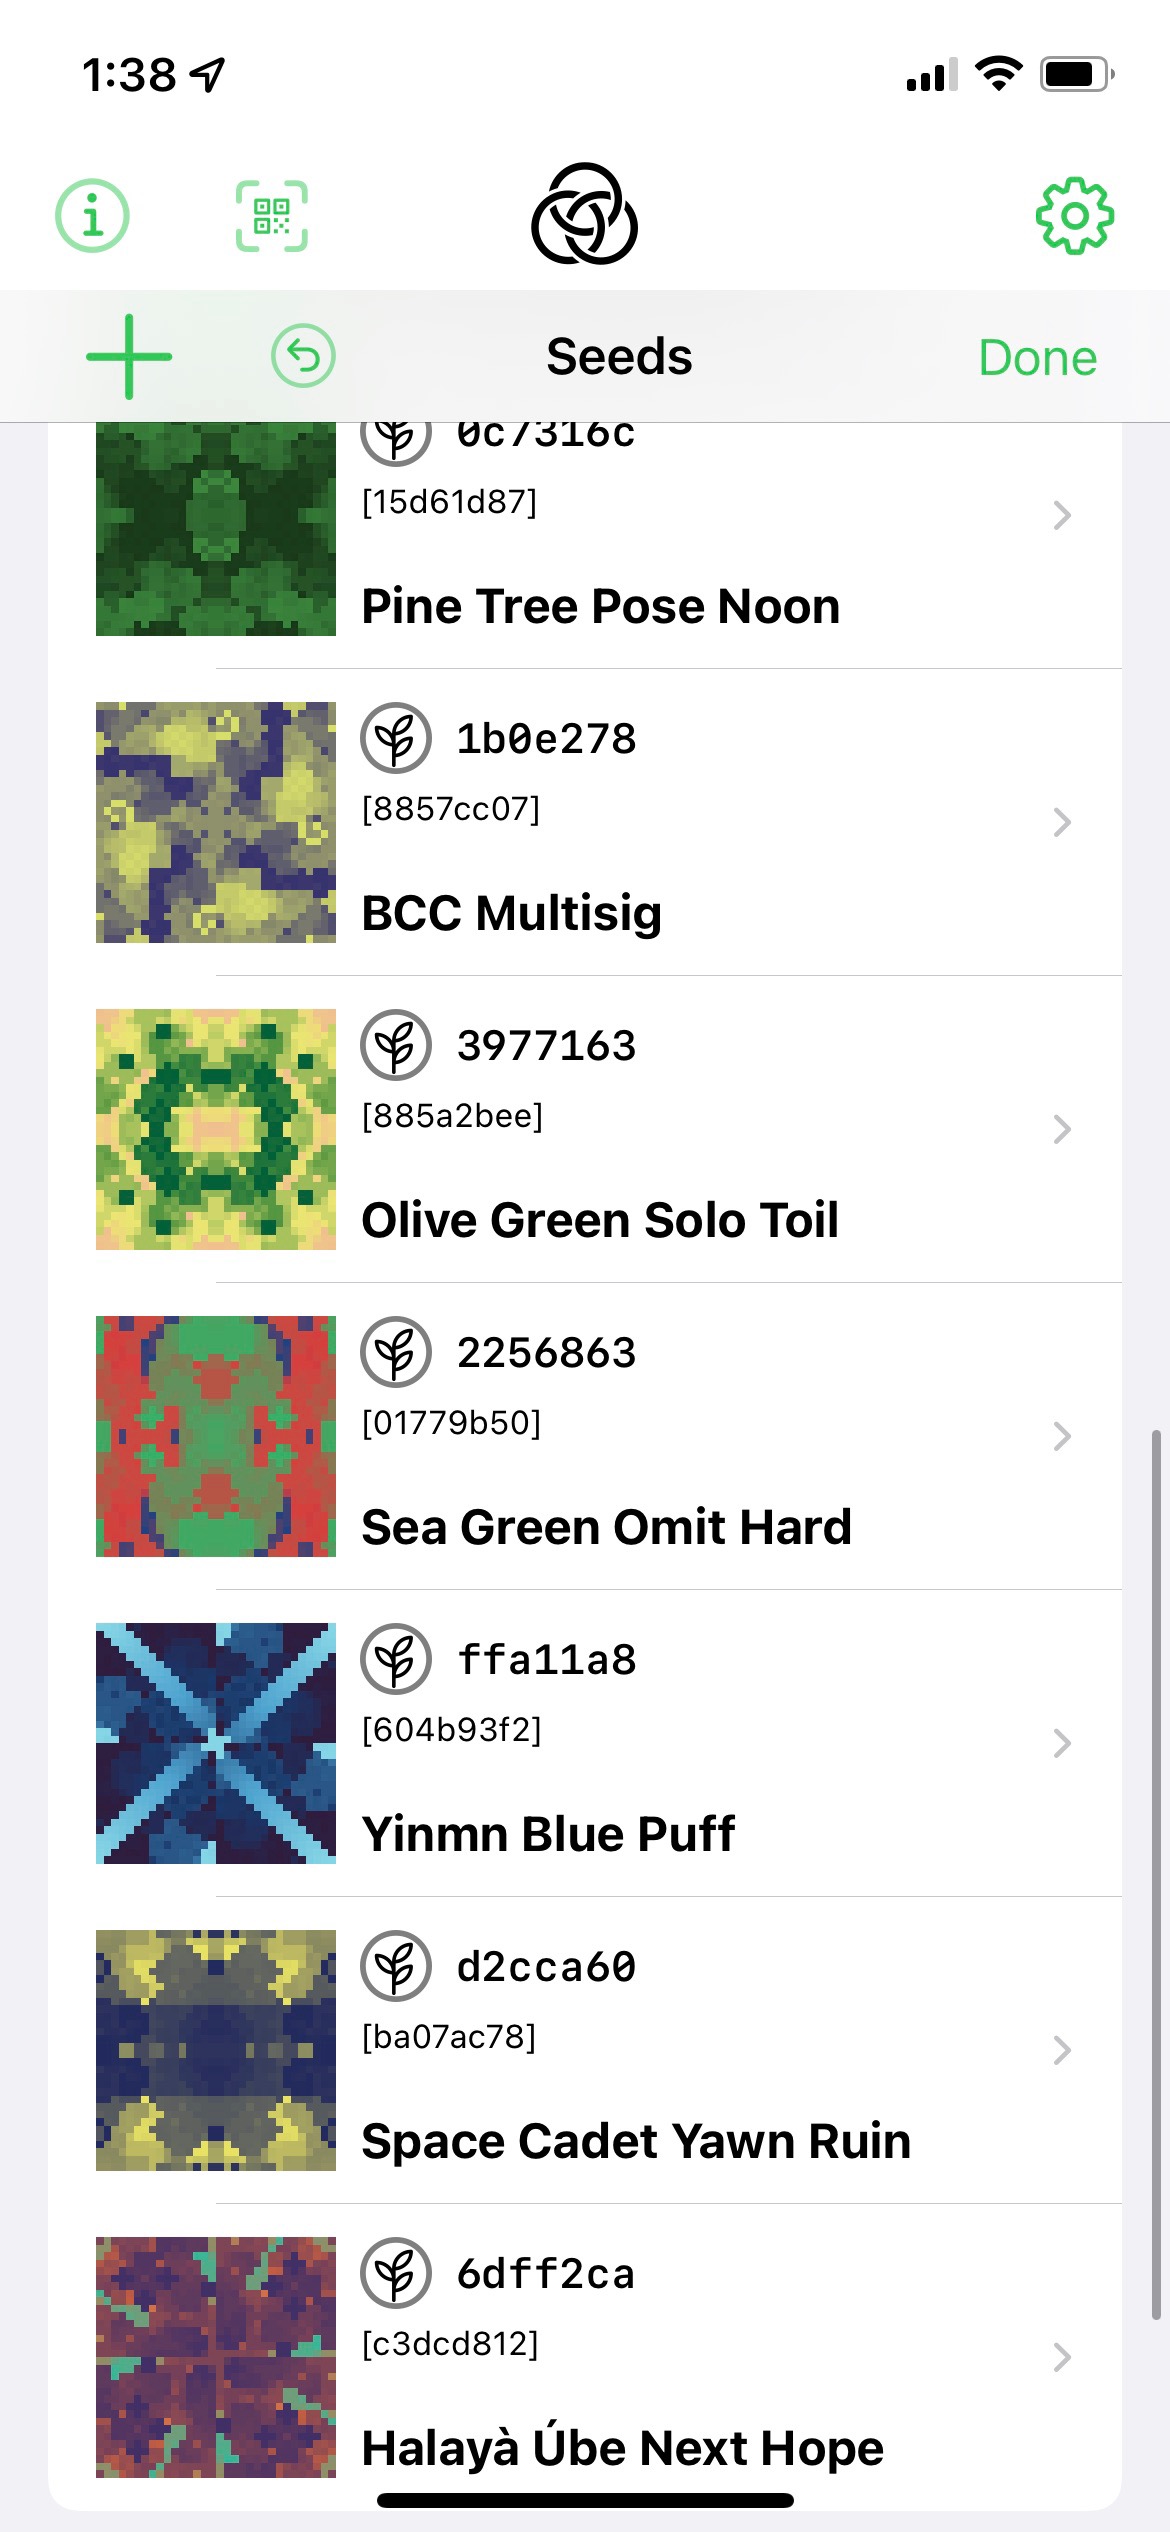 1:38
Seeds
Done
0c7316c
[15d61d87]
Pine Tree Pose Noon
1b0e278
[8857cc07]
BCC Multisig
3977163
[885a2bee]
Olive Green Solo Toil
2256863
[01779b50]
Sea Green Omit Hard
ffa11a8
[604b93f2]
Yinmn Blue Puff
d2cca60
[ba07ac78]
Space Cadet Yawn Ruin
6dff2ca
[c3dcd812]
Halayà Úbe Next Hope